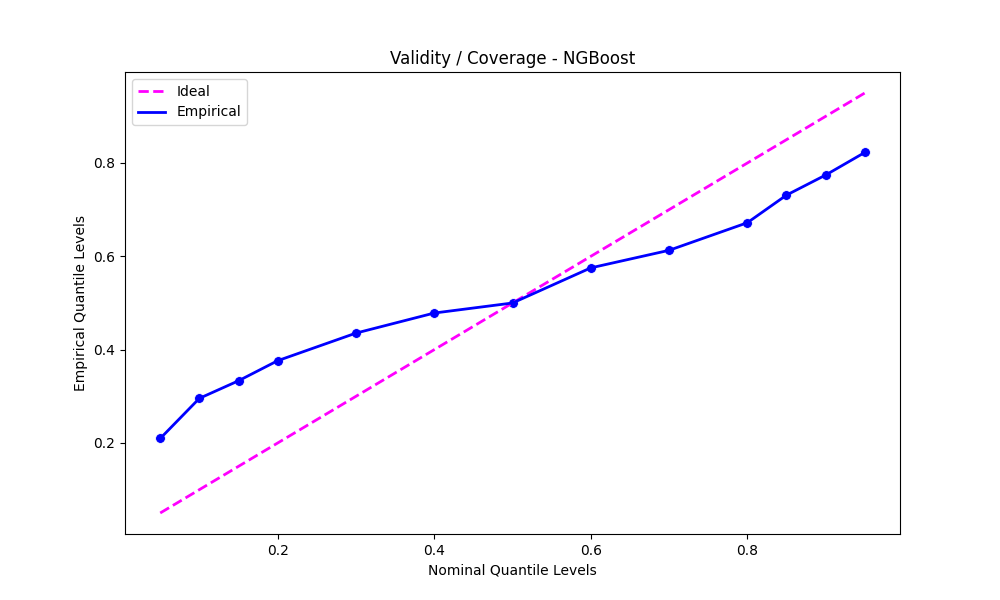 Validity / Coverage - NGBoost
Ideal
Empirical
0.8
0.6
0.4
0.2
Empirical Quantile Levels
0.2 0.4 0.6 0.8
Nominal Quantile Levels